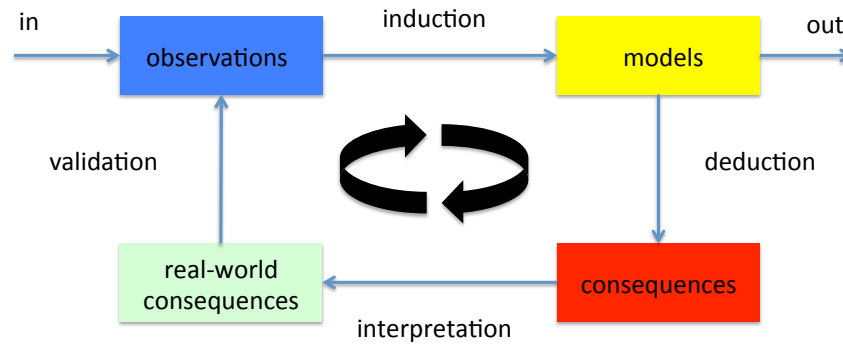 in
induction
out
observations
models
validation
deduction
real-world
consequences
consequences
interpretation